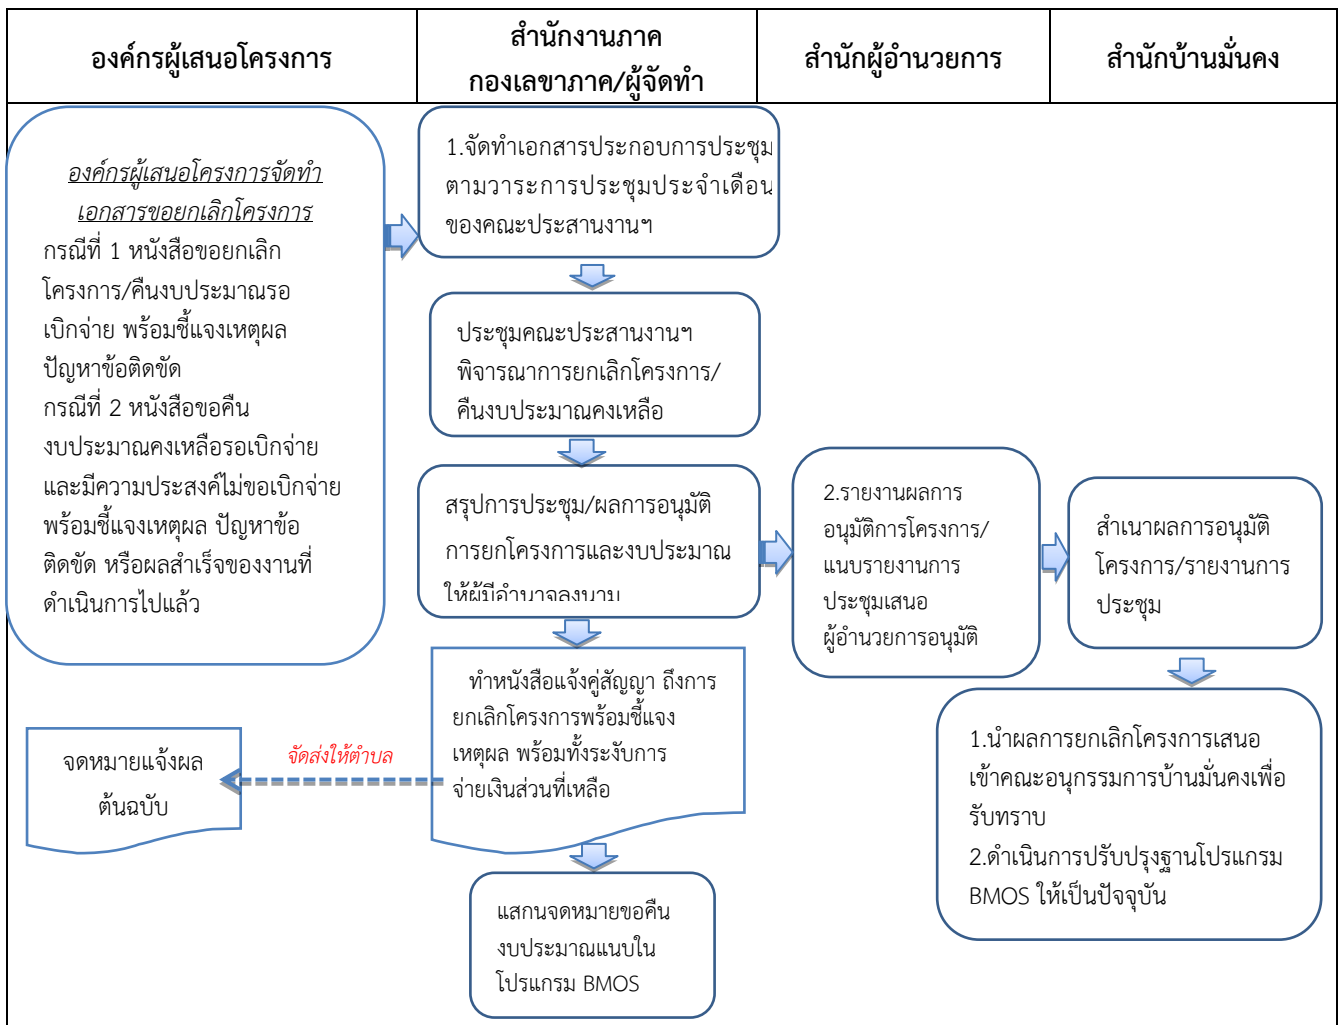 องค์กรผู้เสนอโครงการ
สำนักงานภาค
กองเลขาภาค/ผู้จัดทำ
สำนักผู้อำนวยการ
สำนักบ้านมั่นคง
องค์กรผู้เสนอโครงการจัดทำ
เอกสารขอยกเลิกโครงการ
กรณีที่ 1 หนังสือขอยกเลิก
โครงการ/คืนงบประมาณรอ
เบิกจ่าย พร้อมชี้แจงเหตุผล
ปัญหาข้อติดขัด
กรณีที่ 2 หนังสือขอคืน
งบประมาณคงเหลือรอเบิกจ่าย
และมีความประสงค์ไม่ขอเบิกจ่าย
พร้อมชี้แจงเหตุผล ปัญหาข้อ
ติดขัด หรือผลสำเร็จของงานที่
ดำเนินการไปแล้ว
1.จัดทำเอกสารประกอบการประชุม
ตามวาระการประชุมประจำเดือน
ของคณะประสานงานฯ
ประชุมคณะประสานงานฯ
พิจารณาการยกเลิกโครงการ/
คืนงบประมาณคงเหลือ
สรุปการประชุม/ผลการอนุมัติ
การยกโครงการและงบประมาณ
ให้ผู้มีอำนาจลงนาม
2.รายงานผลการ
อนุมัติการโครงการ/
แนบรายงานการ
ประชุมเสนอ
ผู้อำนวยการอนุมัติ
สำเนาผลการอนุมัติ
โครงการ/รายงานการ
ประชุม
ทำหนังสือแจ้งคู่สัญญา ถึงการ
ยกเลิกโครงการพร้อมชี้แจง
เหตุผล พร้อมทั้งระงับการ
จ่ายเงินส่วนที่เหลือ
จัดส่งให้ตำบล
จดหมายแจ้งผล
ต้นฉบับ
1.นำผลการยกเลิกโครงการเสนอ
เข้าคณะอนุกรรมการบ้านมั่นคงเพื่อ
รับทราบ
2.ดำเนินการปรับปรุงฐานโปรแกรม
BMOS ให้เป็นปัจจุบัน
แสกนจดหมายขอคืน
งบประมาณแนบใน
โปรแกรม BMOS